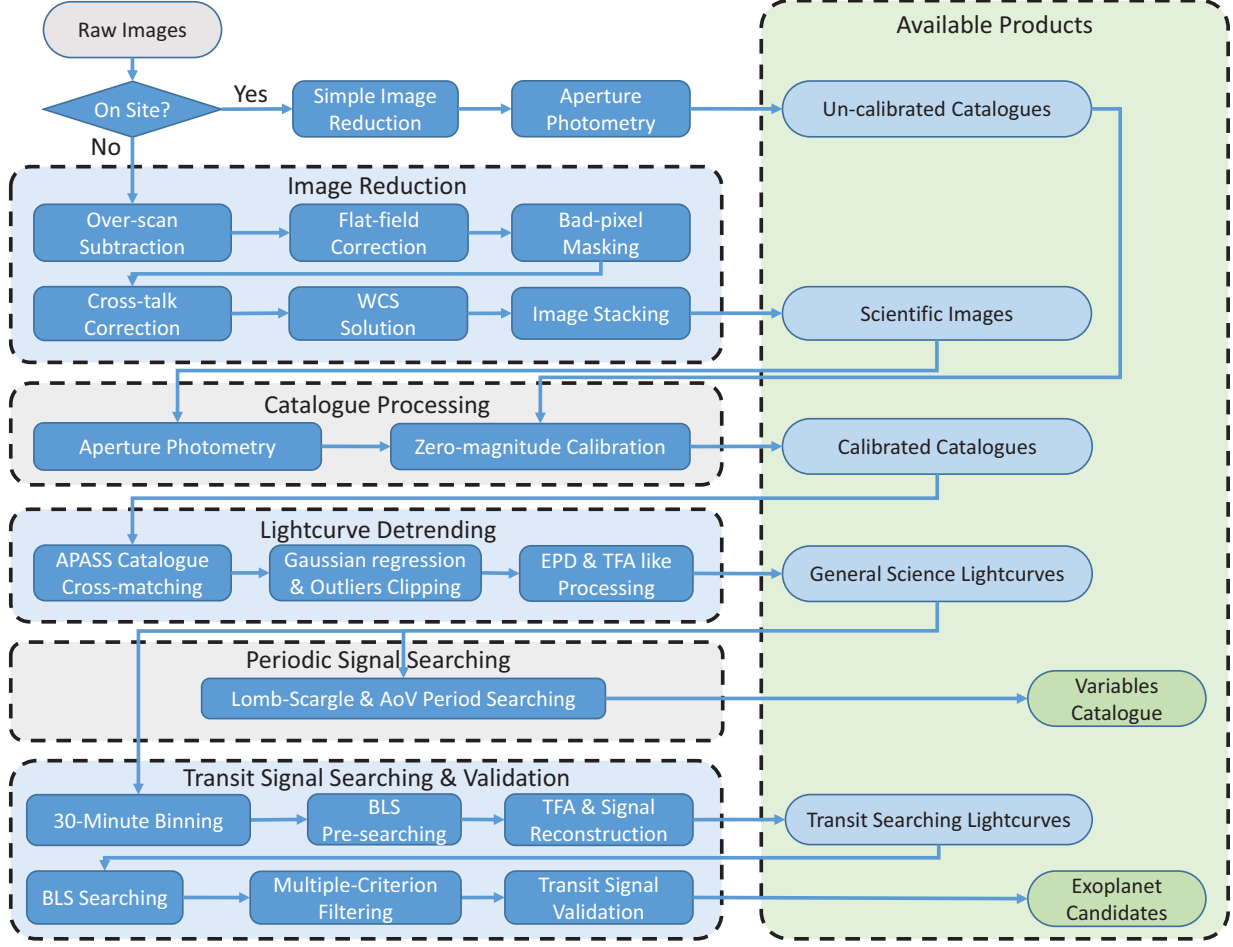 Raw Images
Available Products
On Site?
Yes
No
Simple Image
Reduction
Aperture
Photometry
Un-calibrated Catalogues
Image Reduction
Over-scan
Subtraction
Flat-field
Correction
Bad-pixel
Masking
Cross-talk
Correction
WCS
Solution
Image Stacking
Scientific Images
Catalogue Processing
Aperture Photometry
Zero-magnitude Calibration
Calibrated Catalogues
Lightcurve Detrending
APASS Catalogue
Cross-matching
Gaussian regression
& Outliers Clipping
EPD & TFA like
Processing
General Science Lightcurves
Periodic Signal Searching
Lomb-Scargle & AoV Period Searching
Variables
Catalogue
Transit Signal Searching & Validation
30-Minute Binning
BLS
Pre-searching
TFA & Signal
Reconstruction
Transit Searching Lightcurves
BLS Searching
Multiple-Criterion
Filtering
Transit Signal
Validation
Exoplanet
Candidates